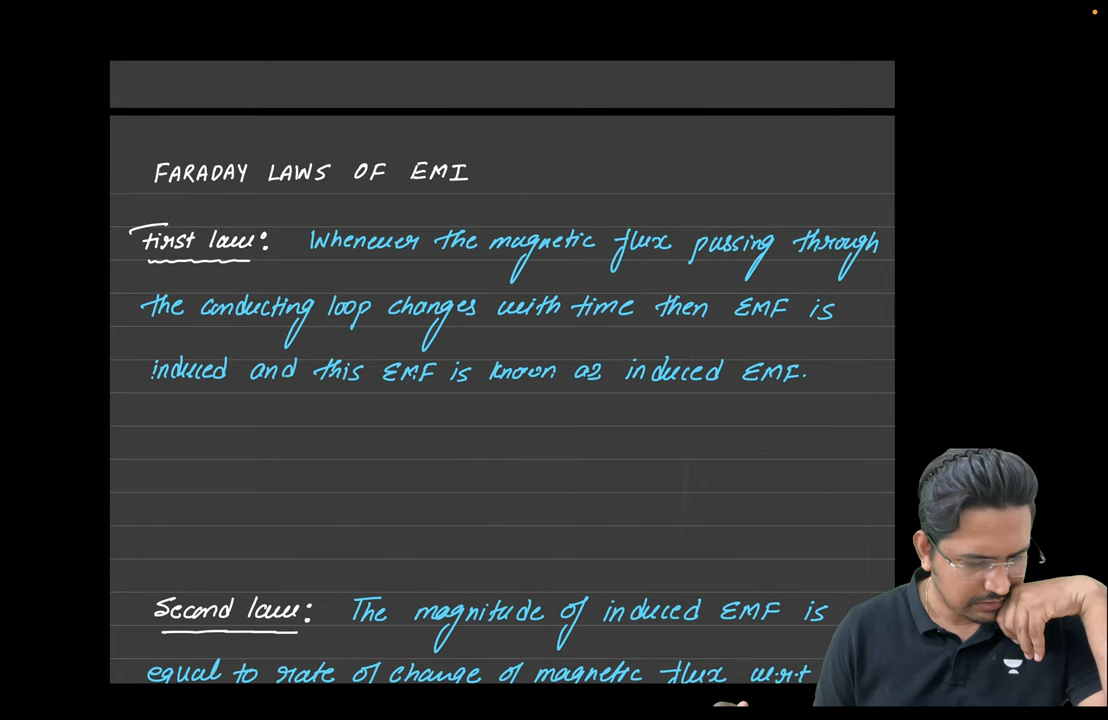 FARADAY LAWS OF EMI
First law: Whenever the magnetic flux passing through
the conducting loop changes with time then EMF is
induced and this EMF is known as induced EMF.
Second law: The magnitude of induced EMF is
equal to rate of change of magnetic flux w.r.t